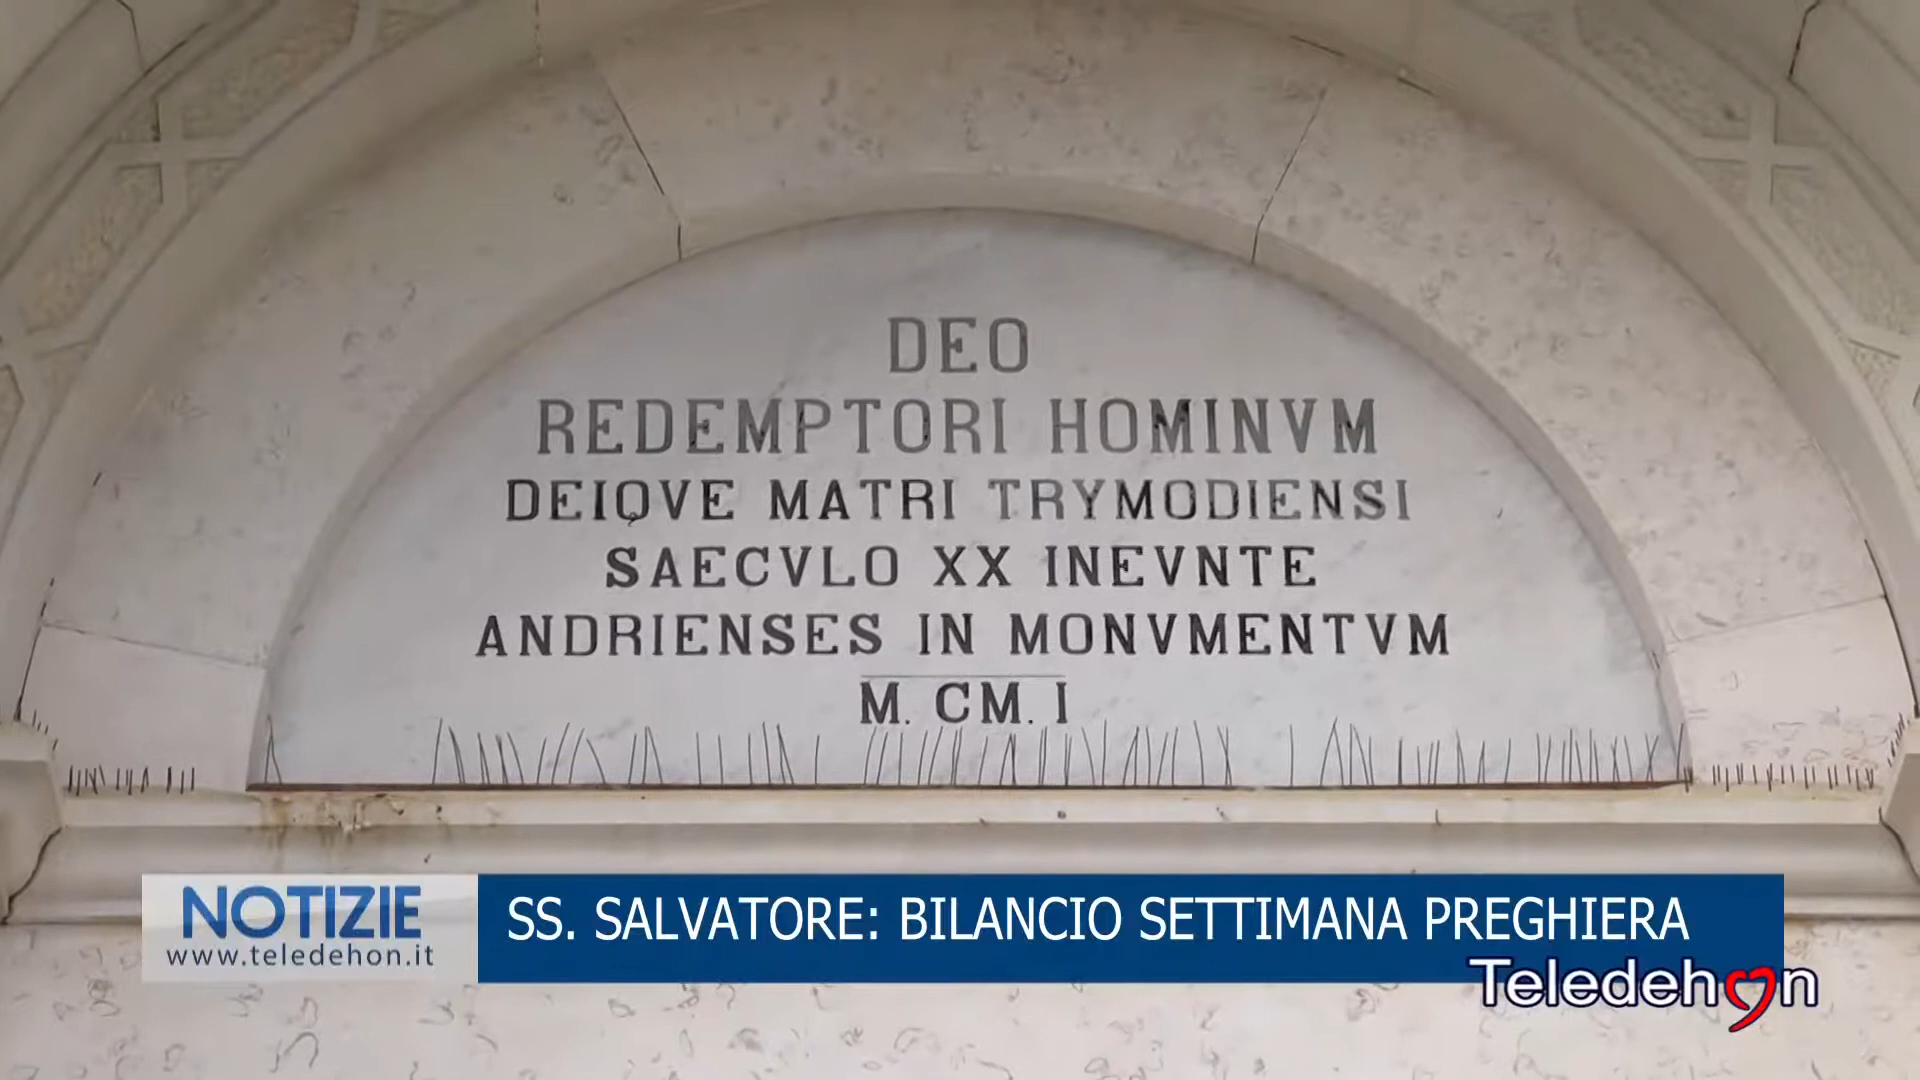 DEO
REDEMPTORI HOMINVM
DEIQVE MATRI TRYMODIENSI
SAECVLO XX INEVNTE
ANDRIENSES IN MONVMENTVM
M. CM. I
NOTIZIE
www.teledehon.it
SS. SALVATORE: BILANCIO SETTIMANA PREGHIERA
Teledehon